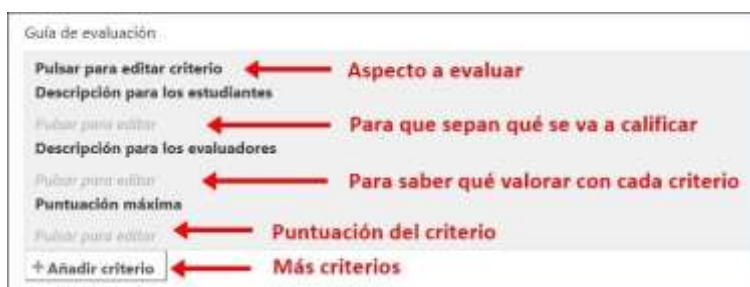 Guía de evaluación
Pulsar para editar criterio Aspecto a evaluar
Descripción para los estudiantes
Pulsar para editar Para que sepan qué se va a calificar
Descripción para los evaluadores
Pulsar para editar Para saber qué valorar con cada criterio
Puntuación máxima
Pulsar para editar Puntuación del criterio
+ Añadir criterio Más criterios